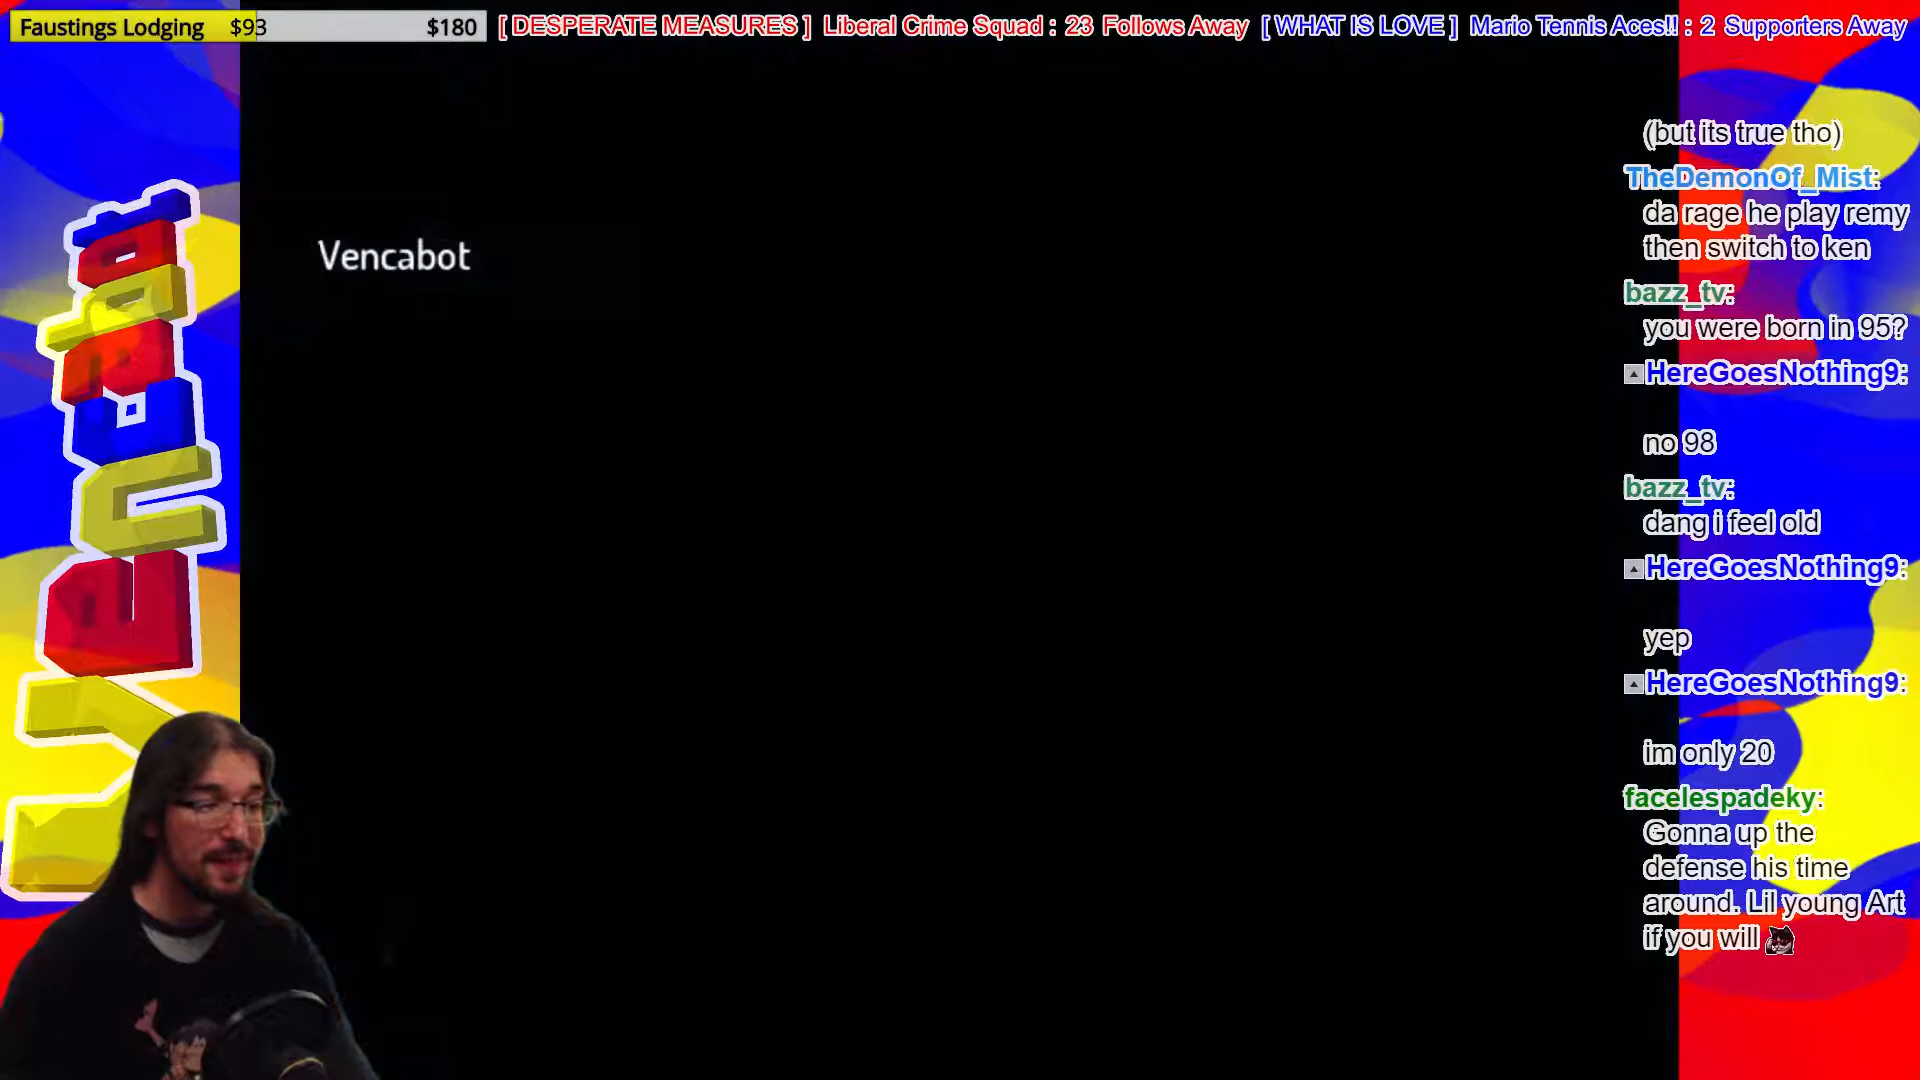 Faustings Lodging $93 $180 [ DESPERATE MEASURES ] Liberal Crime Squad : 23 Follows Away [ WHAT IS LOVE ] Mario Tennis Aces!! : 2 Supporters Away
Vencabot
Vencabot
(but its true tho)
TheDemonOf_Mist:
da rage he play remy
then switch to ken
bazz_tv:
you were born in 95?
HereGoesNothing9:
no 98
bazz_tv:
dang i feel old
HereGoesNothing9:
yep
HereGoesNothing9:
im only 20
facelespadeky:
Gonna up the
defense his time
around. Lil young Art
if you will